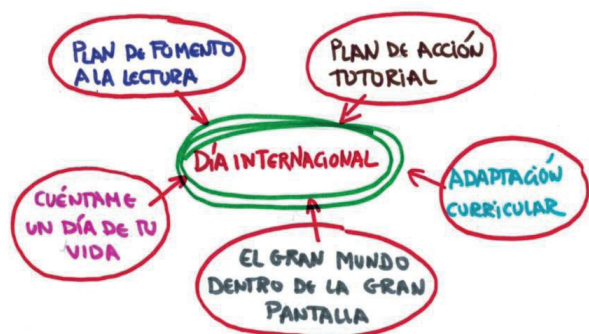 PLAN DE FOMENTO
A LA LECTURA
PLAN DE ACCIÓN
TUTORIAL
DÍA INTERNACIONAL
CUÉNTAME
UN DÍA DE TU
VIDA
ADAPTACIÓN
CURRICULAR
EL GRAN MUNDO
DENTRO DE LA GRAN
PANTALLA